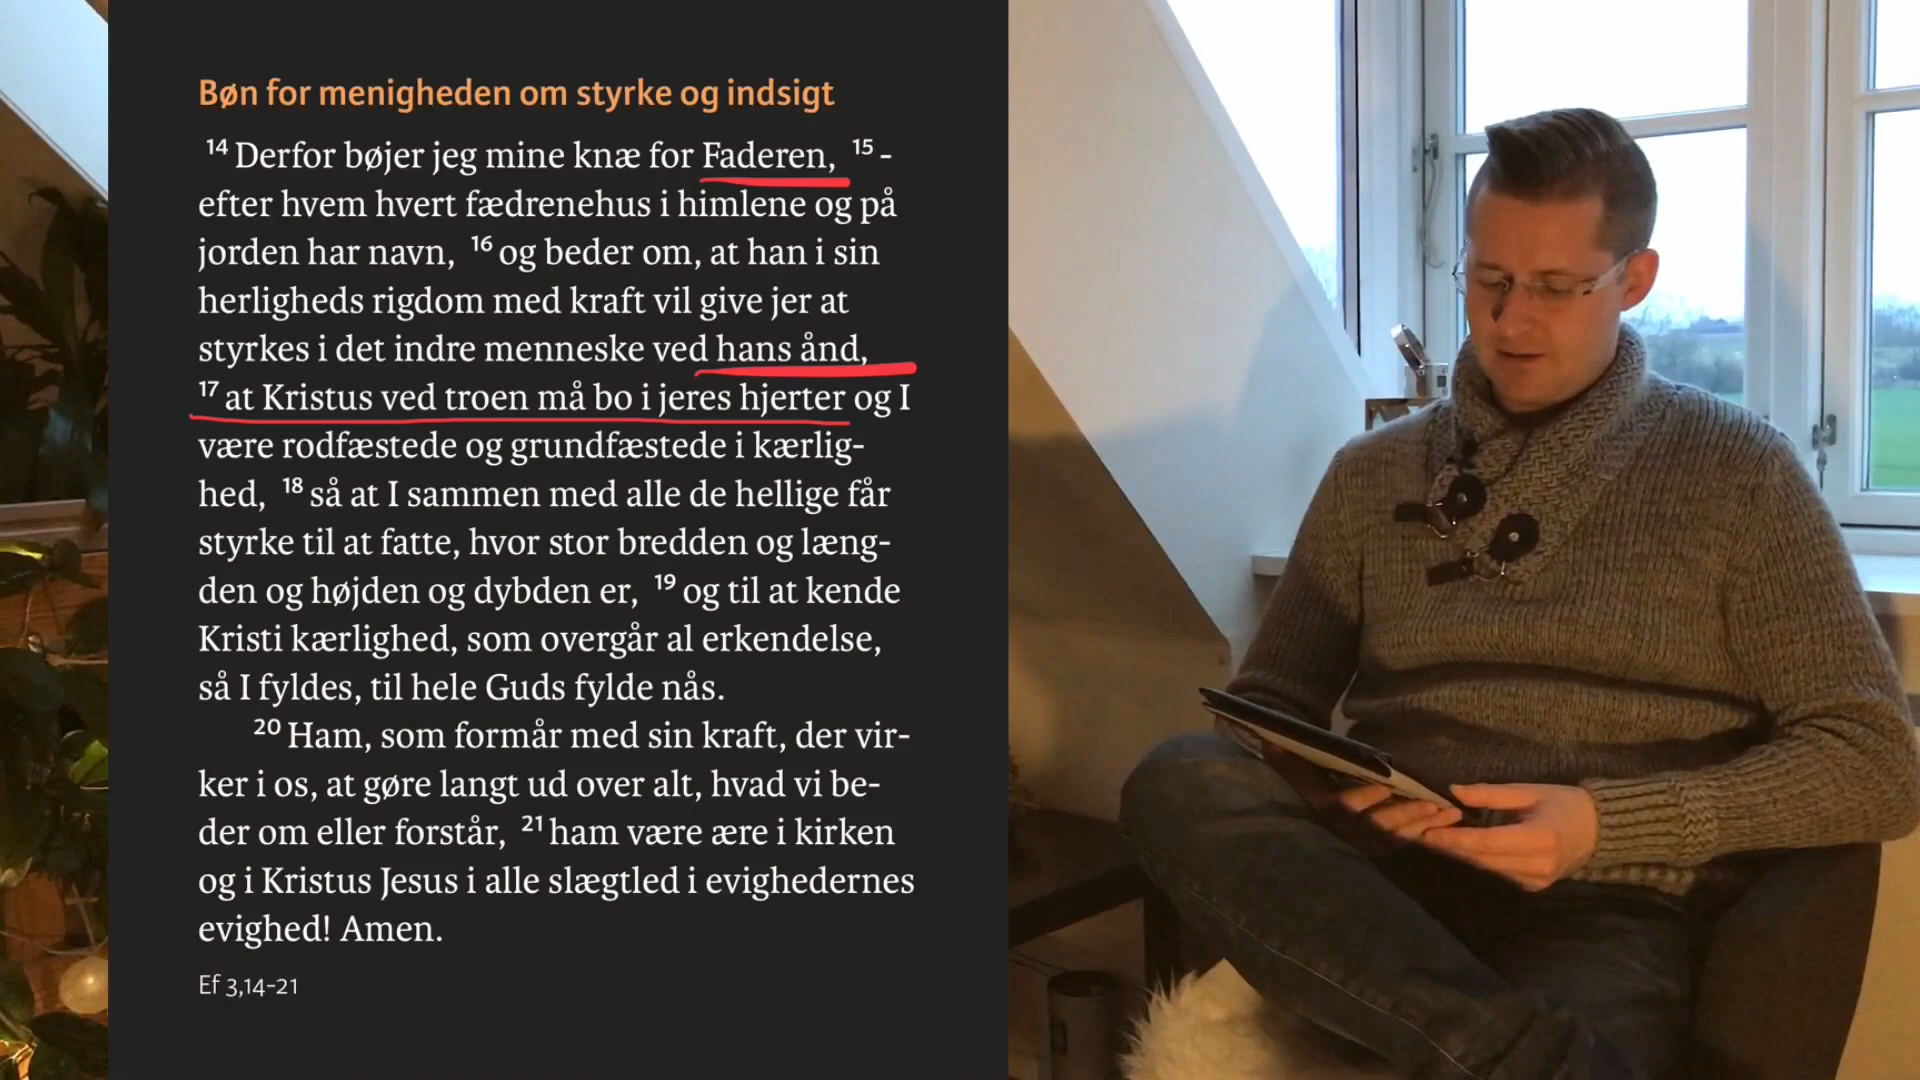 Bøn for menigheden om styrke og indsigt
14 Derfor bøjer jeg mine knæ for Faderen, 15 -
efter hvem hvert fædrenehus i himlene og på
jorden har navn, 16 og beder om, at han i sin
herligheds rigdom med kraft vil give jer at
styrkes i det indre menneske ved hans ånd,
17 at Kristus ved troen må bo i jeres hjerter og I
være rodfæstede og grundfæstede i kærlig-
hed, 18 så at I sammen med alle de hellige får
styrke til at fatte, hvor stor bredden og læng-
den og højden og dybden er, 19 og til at kende
Kristi kærlighed, som overgår al erkendelse,
så I fyldes, til hele Guds fylde nås.
20 Ham, som formår med sin kraft, der vir-
ker i os, at gøre langt ud over alt, hvad vi be-
der om eller forstår, 21 ham være ære i kirken
og i Kristus Jesus i alle slægtled i evighedernes
evighed! Amen.
Ef 3,14-21